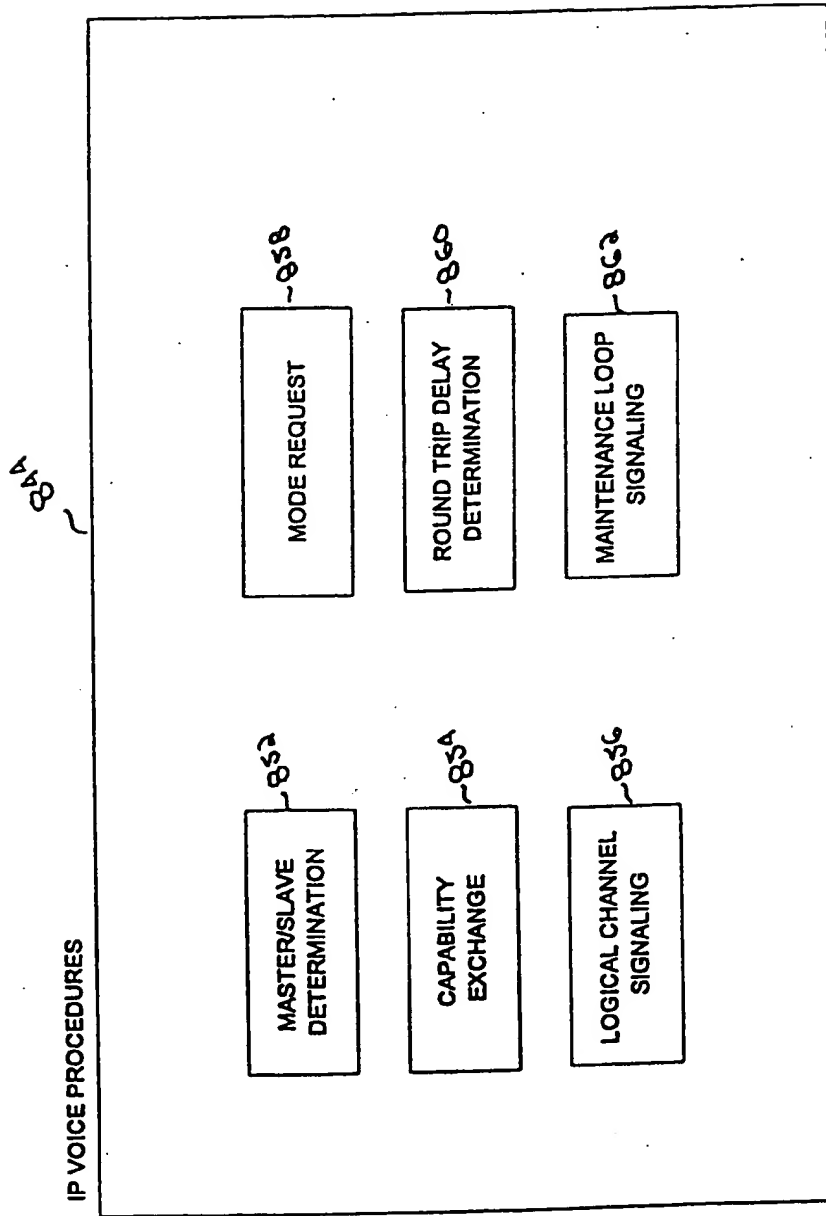 IP VOICE PROCEDURES
844
MASTER/SLAVE
DETERMINATION
852
CAPABILITY
EXCHANGE
854
LOGICAL CHANNEL
SIGNALING
856
MODE REQUEST
858
ROUND TRIP DELAY
DETERMINATION
860
MAINTENANCE LOOP
SIGNALING
862